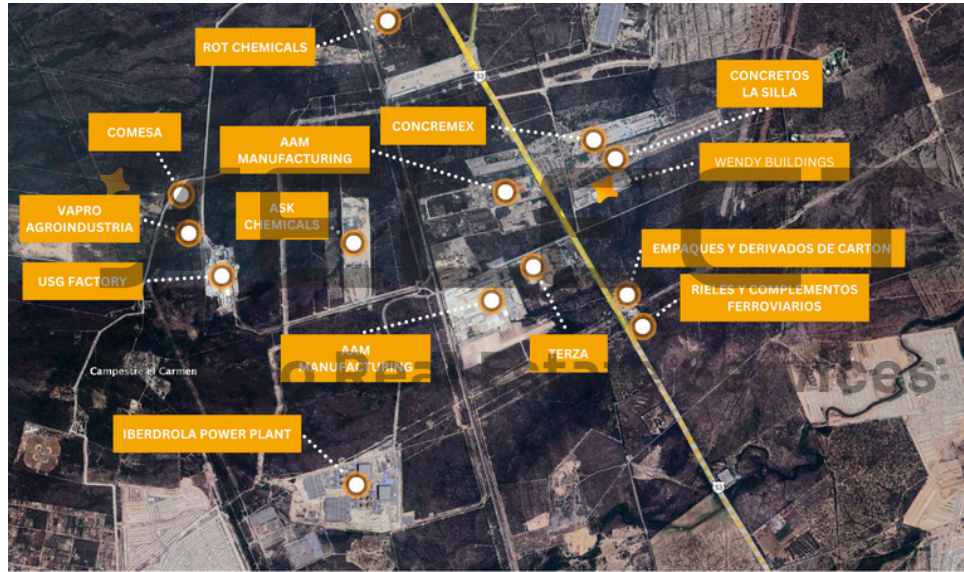 ROT CHEMICALS
53
CONCRETOS
LA SILLA
COMESA
AAM
MANUFACTURING
CONCREMEX
WENDY BUILDINGS
VAPRO
AGROINDUSTRIA
ASK
CHEMICALS
EMPAQUES Y DERIVADOS DE CARTON
USG FACTORY
RIELES Y COMPLEMENTOS
FERROVIARIOS
AAM
MANUFACTURING
TERZA
Campestre el Carmen
IBERDROLA POWER PLANT
53